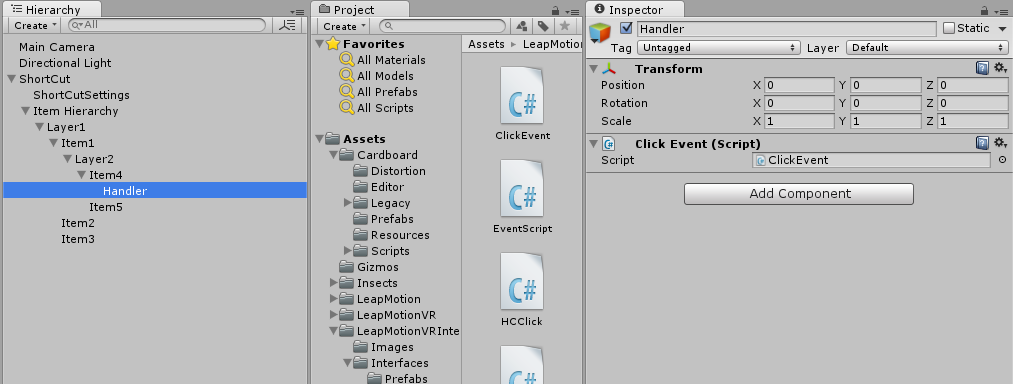 Hierarchy
Create
All
Main Camera
Directional Light
ShortCut
ShortCutSettings
Item Hierarchy
Layer1
Item1
Layer2
Item4
Handler
Item5
Item2
Item3
Project
Create
Favorites
All Materials
All Models
All Prefabs
All Scripts
Assets
Cardboard
Distortion
Editor
Legacy
Prefabs
Resources
Scripts
Gizmos
Insects
LeapMotion
LeapMotionVR
LeapMotionVRInte
Images
Interfaces
Prefabs
Assets LeapMotion
C#
ClickEvent
C#
EventScript
C#
HCClick
C#
Inspector
Handler Static
Tag Untagged Layer Default
Transform
Position X 0 Y 0 Z 0
Rotation X 0 Y 0 Z 0
Scale X 1 Y 1 Z 1
Click Event (Script)
Script ClickEvent
Add Component